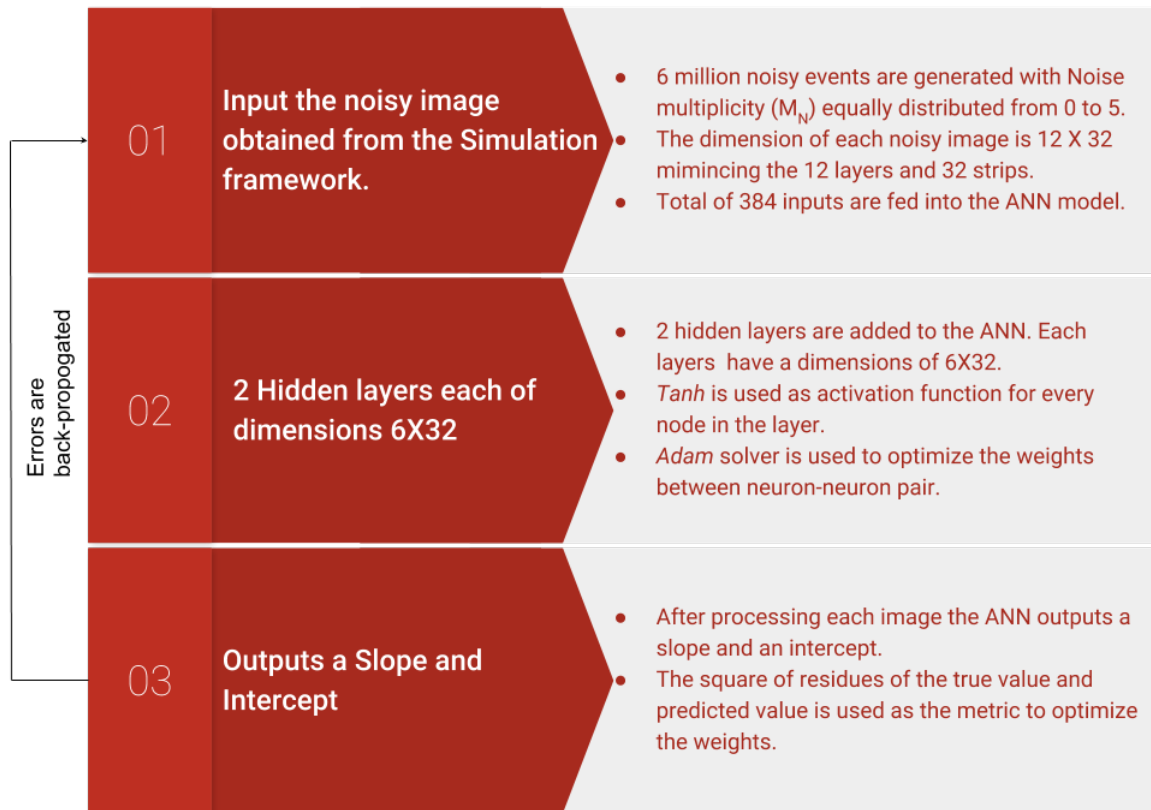 01
Input the noisy image
obtained from the Simulation
framework.
● 6 million noisy events are generated with Noise
multiplicity (M_N) equally distributed from 0 to 5.
● The dimension of each noisy image is 12 X 32
mimincing the 12 layers and 32 strips.
● Total of 384 inputs are fed into the ANN model.
Errors are
back-propogated
02
2 Hidden layers each of
dimensions 6X32
● 2 hidden layers are added to the ANN. Each
layers have a dimensions of 6X32.
● Tanh is used as activation function for every
node in the layer.
● Adam solver is used to optimize the weights
between neuron-neuron pair.
03
Outputs a Slope and
Intercept
● After processing each image the ANN outputs a
slope and an intercept.
● The square of residues of the true value and
predicted value is used as the metric to optimize
the weights.